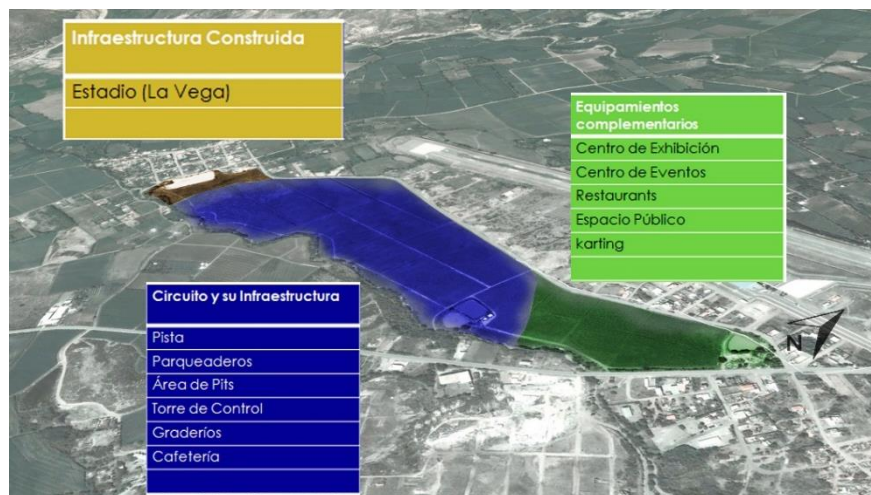 Infraestructura Construida
Estadio (La Vega)
Equipamientos
complementarios
Centro de Exhibición
Centro de Eventos
Restaurants
Espacio Público
karting
Circuito y su Infraestructura
Pista
Parqueaderos
Área de Pits
Torre de Control
Graderíos
Cafetería
N